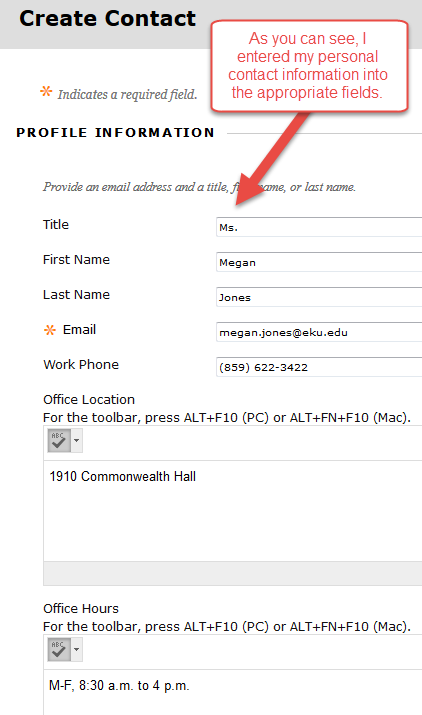 Create Contact
As you can see, I
entered my personal
contact information into
the appropriate fields.
Indicates a required field.
PROFILE INFORMATION
Provide an email address and a title, name, or last name.
Title
Ms.
First Name
Megan
Last Name
Jones
Email
megan.jones@eku.edu
Work Phone
(859) 622-3422
Office Location
For the toolbar, press ALT+F10 (PC) or ALT+FN+F10 (Mac).
ABC
1910 Commonwealth Hall
Office Hours
For the toolbar, press ALT+F10 (PC) or ALT+FN+F10 (Mac).
ABC
M-F, 8:30 a.m. to 4 p.m.